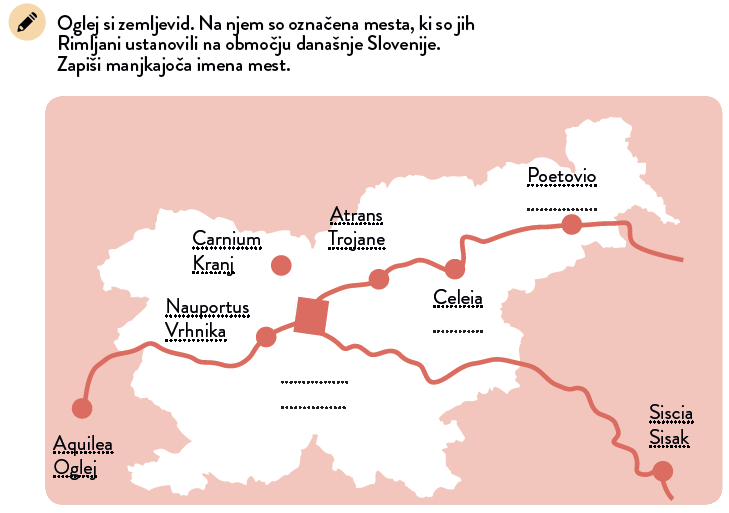 Oglej si zemljevid. Na njem so označena mesta, ki so jih
Rimljani ustanovili na območju današnje Slovenije.
Zapiši manjkajoča imena mest.
Poetovio
Atrans
Trojane
Carnium
Kranj
Celeia
Nauportus
Vrhnika
Siscia
Sisak
Aquilea
Oglej